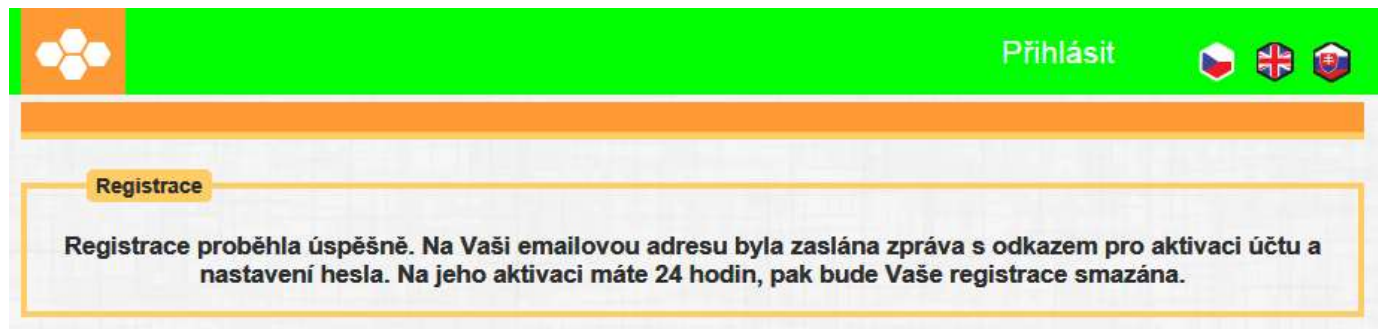 Přihlásit
Registrace
Registrace proběhla úspěšně. Na Vaši emailovou adresu byla zaslána zpráva s odkazem pro aktivaci účtu a
nastavení hesla. Na jeho aktivaci máte 24 hodin, pak bude Vaše registrace smazána.